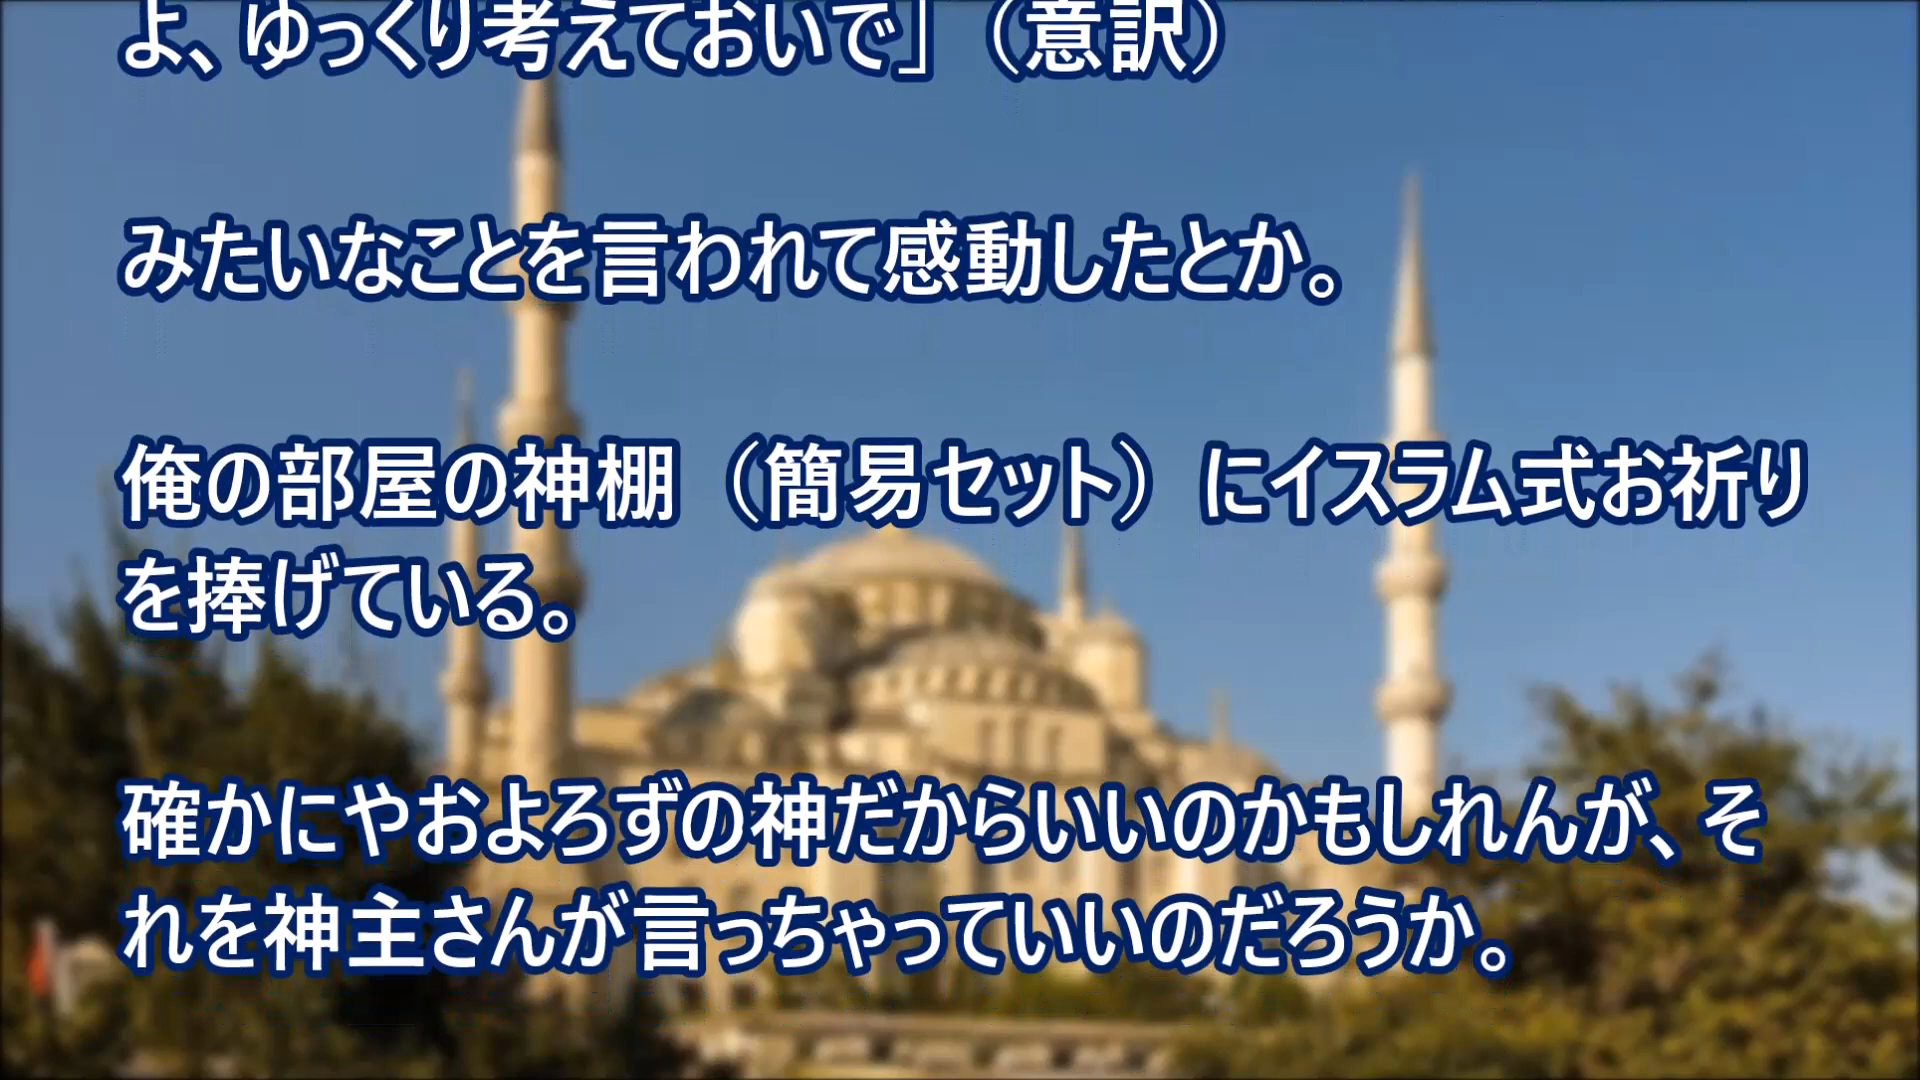 よ、ゆっくり考えておいで」（意訳）
みたいなことを言われて感動したとか。
俺の部屋の神棚（簡易セット）にイスラム式お祈り
を捧げている。
確かにやおよろずの神だからいいのかもしれんが、そ
れを神主さんが言っちゃっていいのだろうか。